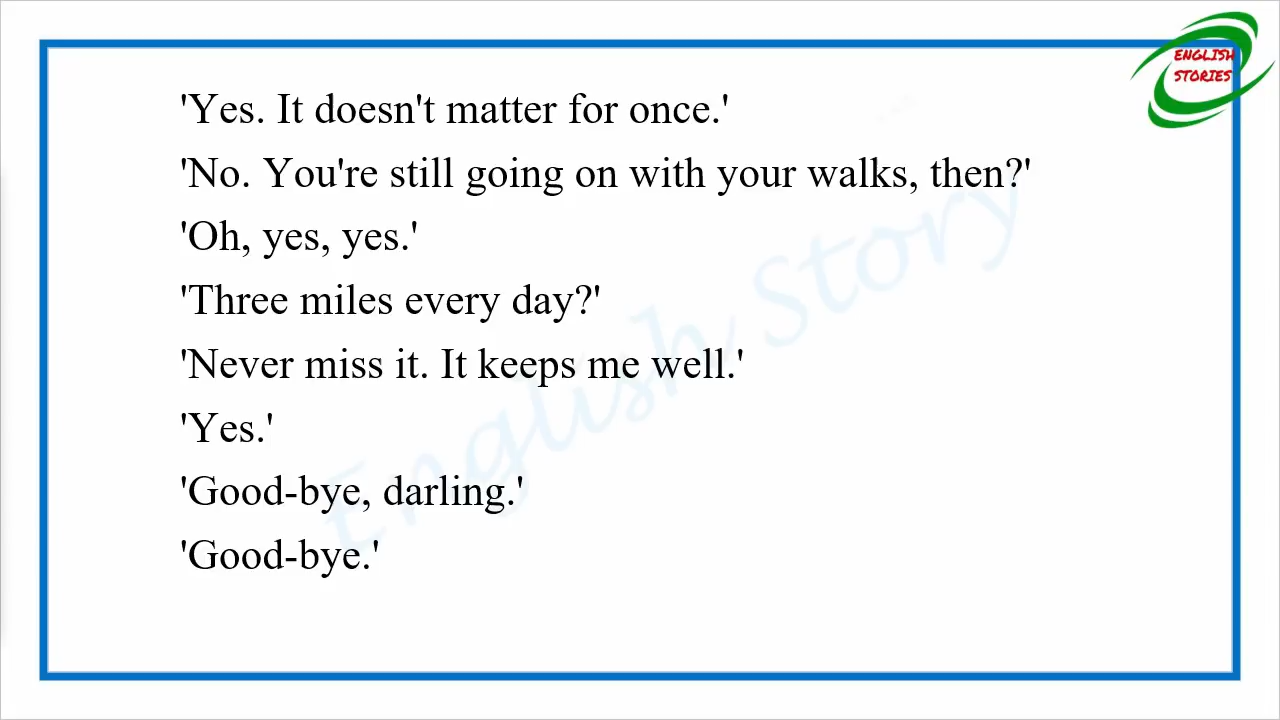 ENGLISH
STORIES
'Yes. It doesn't matter for once.'
'No. You're still going on with your walks, then?'
'Oh, yes, yes.'
'Three miles every day?'
'Never miss it. It keeps me well.'
'Yes.'
'Good-bye, darling.'
'Good-bye.'
English Story